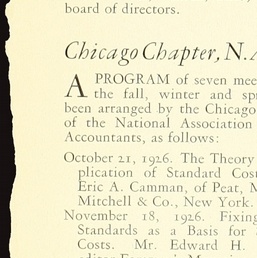 board of directors.
Chicago Chapter, N. A
A PROGRAM of seven mee
the fall, winter and sp
been arranged by the Chicago
of the National Association
Accountants, as follows:
October 21, 1926. The Theory
plication of Standard Cos
Eric A. Camman, of Peat, M
Mitchell & Co., New York.
November 18, 1926. Fixing
Standards as a Basis for
Costs. Mr. Edward H.